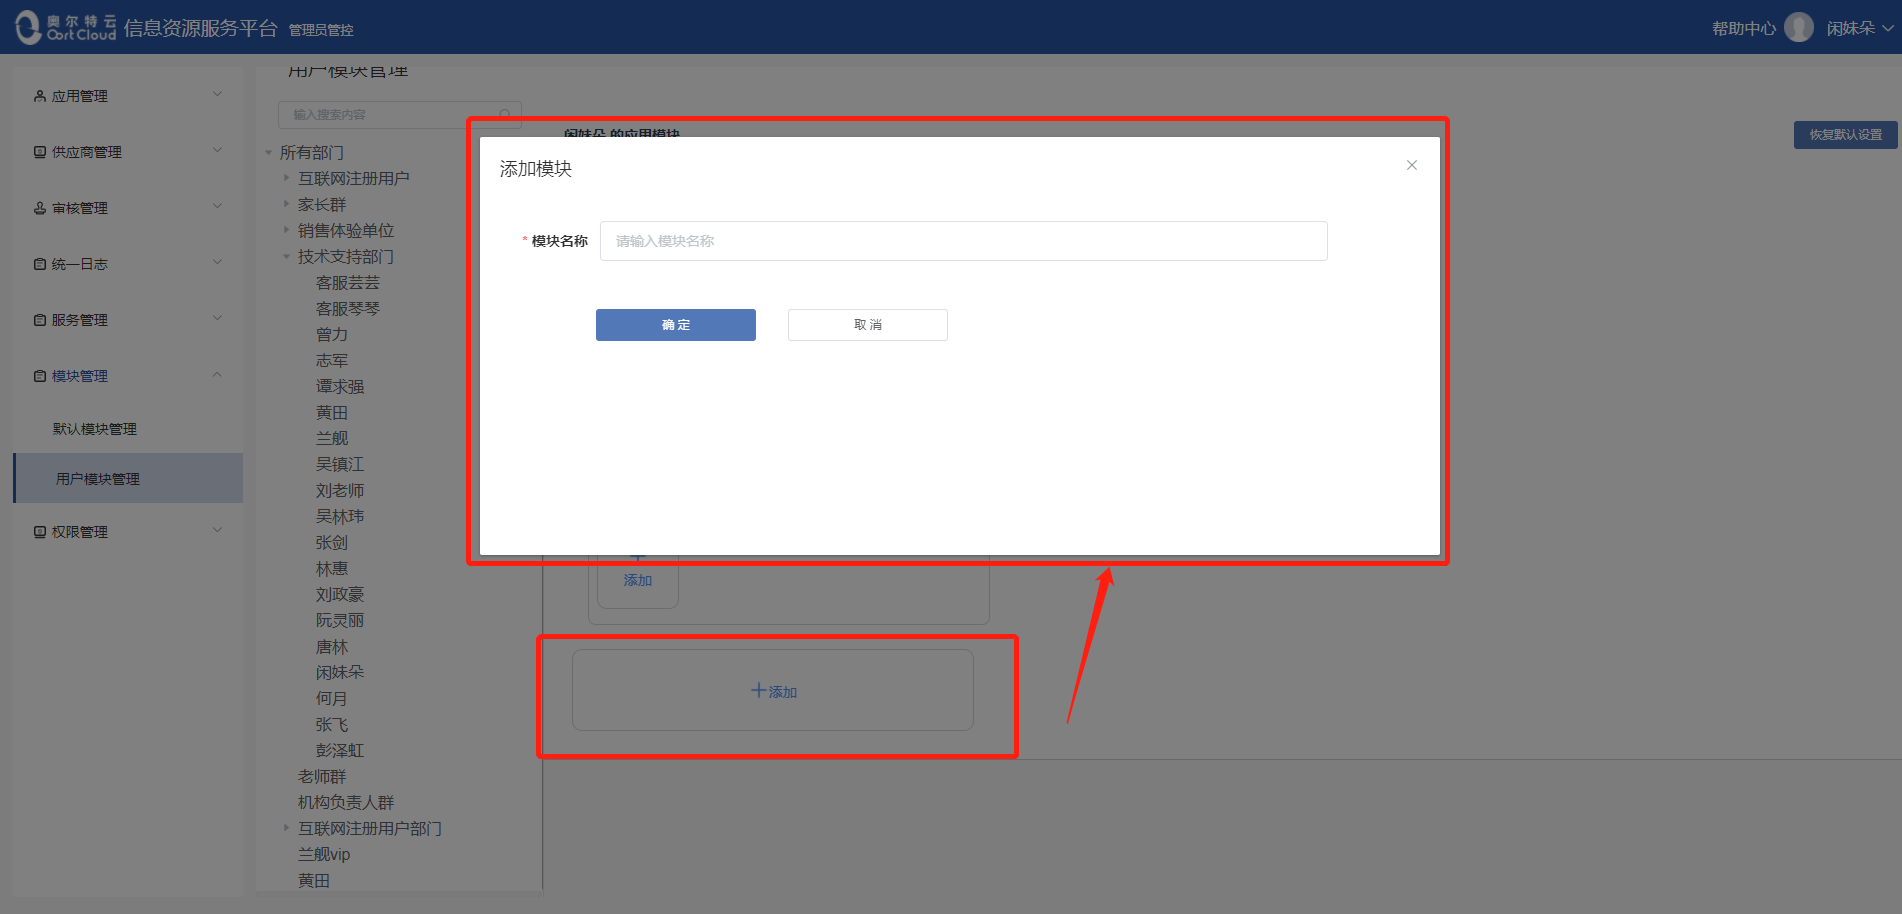 奥尔特云
Oort Cloud
信息资源服务平台 管理员管控
帮助中心
闲妹朵
应用管理
供应商管理
审核管理
统一日志
服务管理
模块管理
默认模块管理
用户模块管理
权限管理
用户模块管理
输入搜索内容
所有部门
互联网注册用户
家长群
销售体验单位
技术支持部门
客服芸芸
客服琴琴
曾力
志军
谭求强
黄田
兰舰
吴镇江
刘老师
吴林玮
张剑
林惠
刘政豪
阮灵丽
唐林
闲妹朵
何月
张飞
彭泽虹
老师群
机构负责人群
互联网注册用户部门
兰舰vip
黄田
闲妹朵 的应用模块
恢复默认设置
添加模块
* 模块名称
请输入模块名称
确 定
取 消
添加
添加